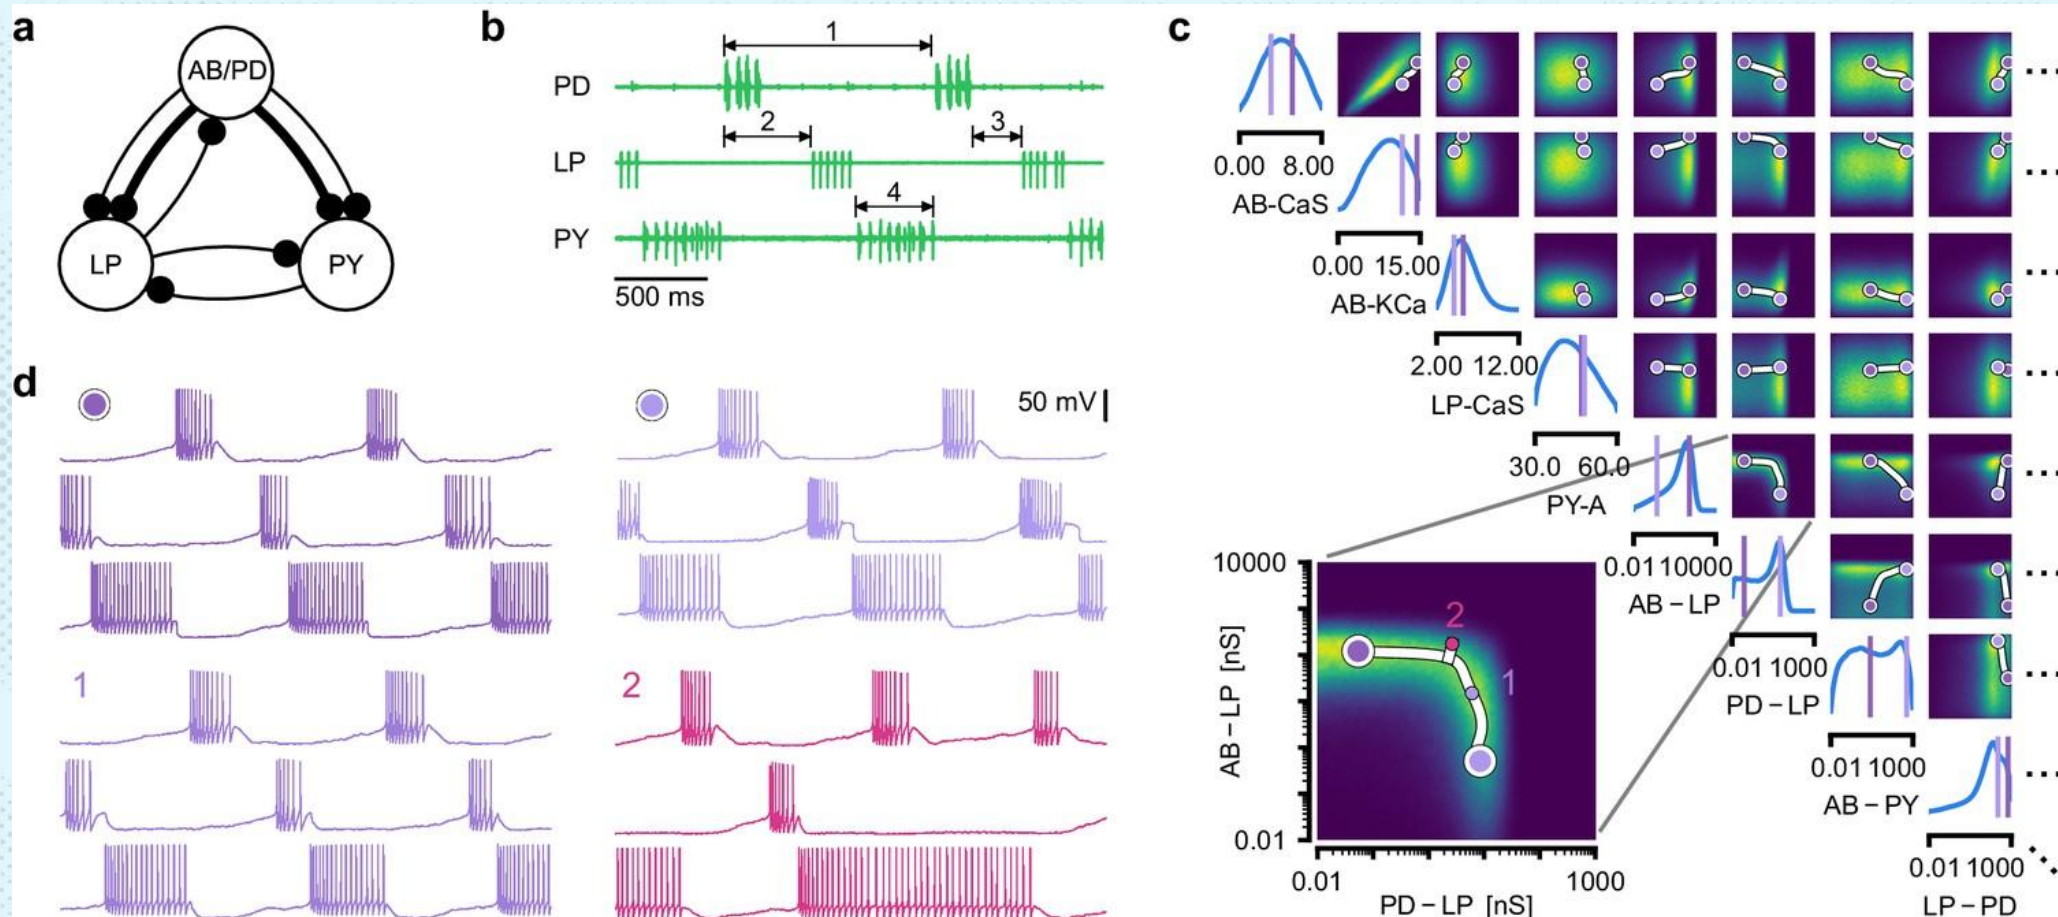 a
AB/PD
LP
PY
b
1
PD
2
3
LP
4
PY
500 ms
c
0.00 8.00
AB-CaS
0.00 15.00
AB-KCa
2.00 12.00
LP-CaS
30.0 60.0
PY-A
0.01 10000
AB – LP
0.01 1000
PD – LP
0.01 1000
AB – PY
0.01 1000
LP – PD
10000
AB – LP [nS]
0.01
2
1
0.01 1000
PD – LP [nS]
d
50 mV
1
2